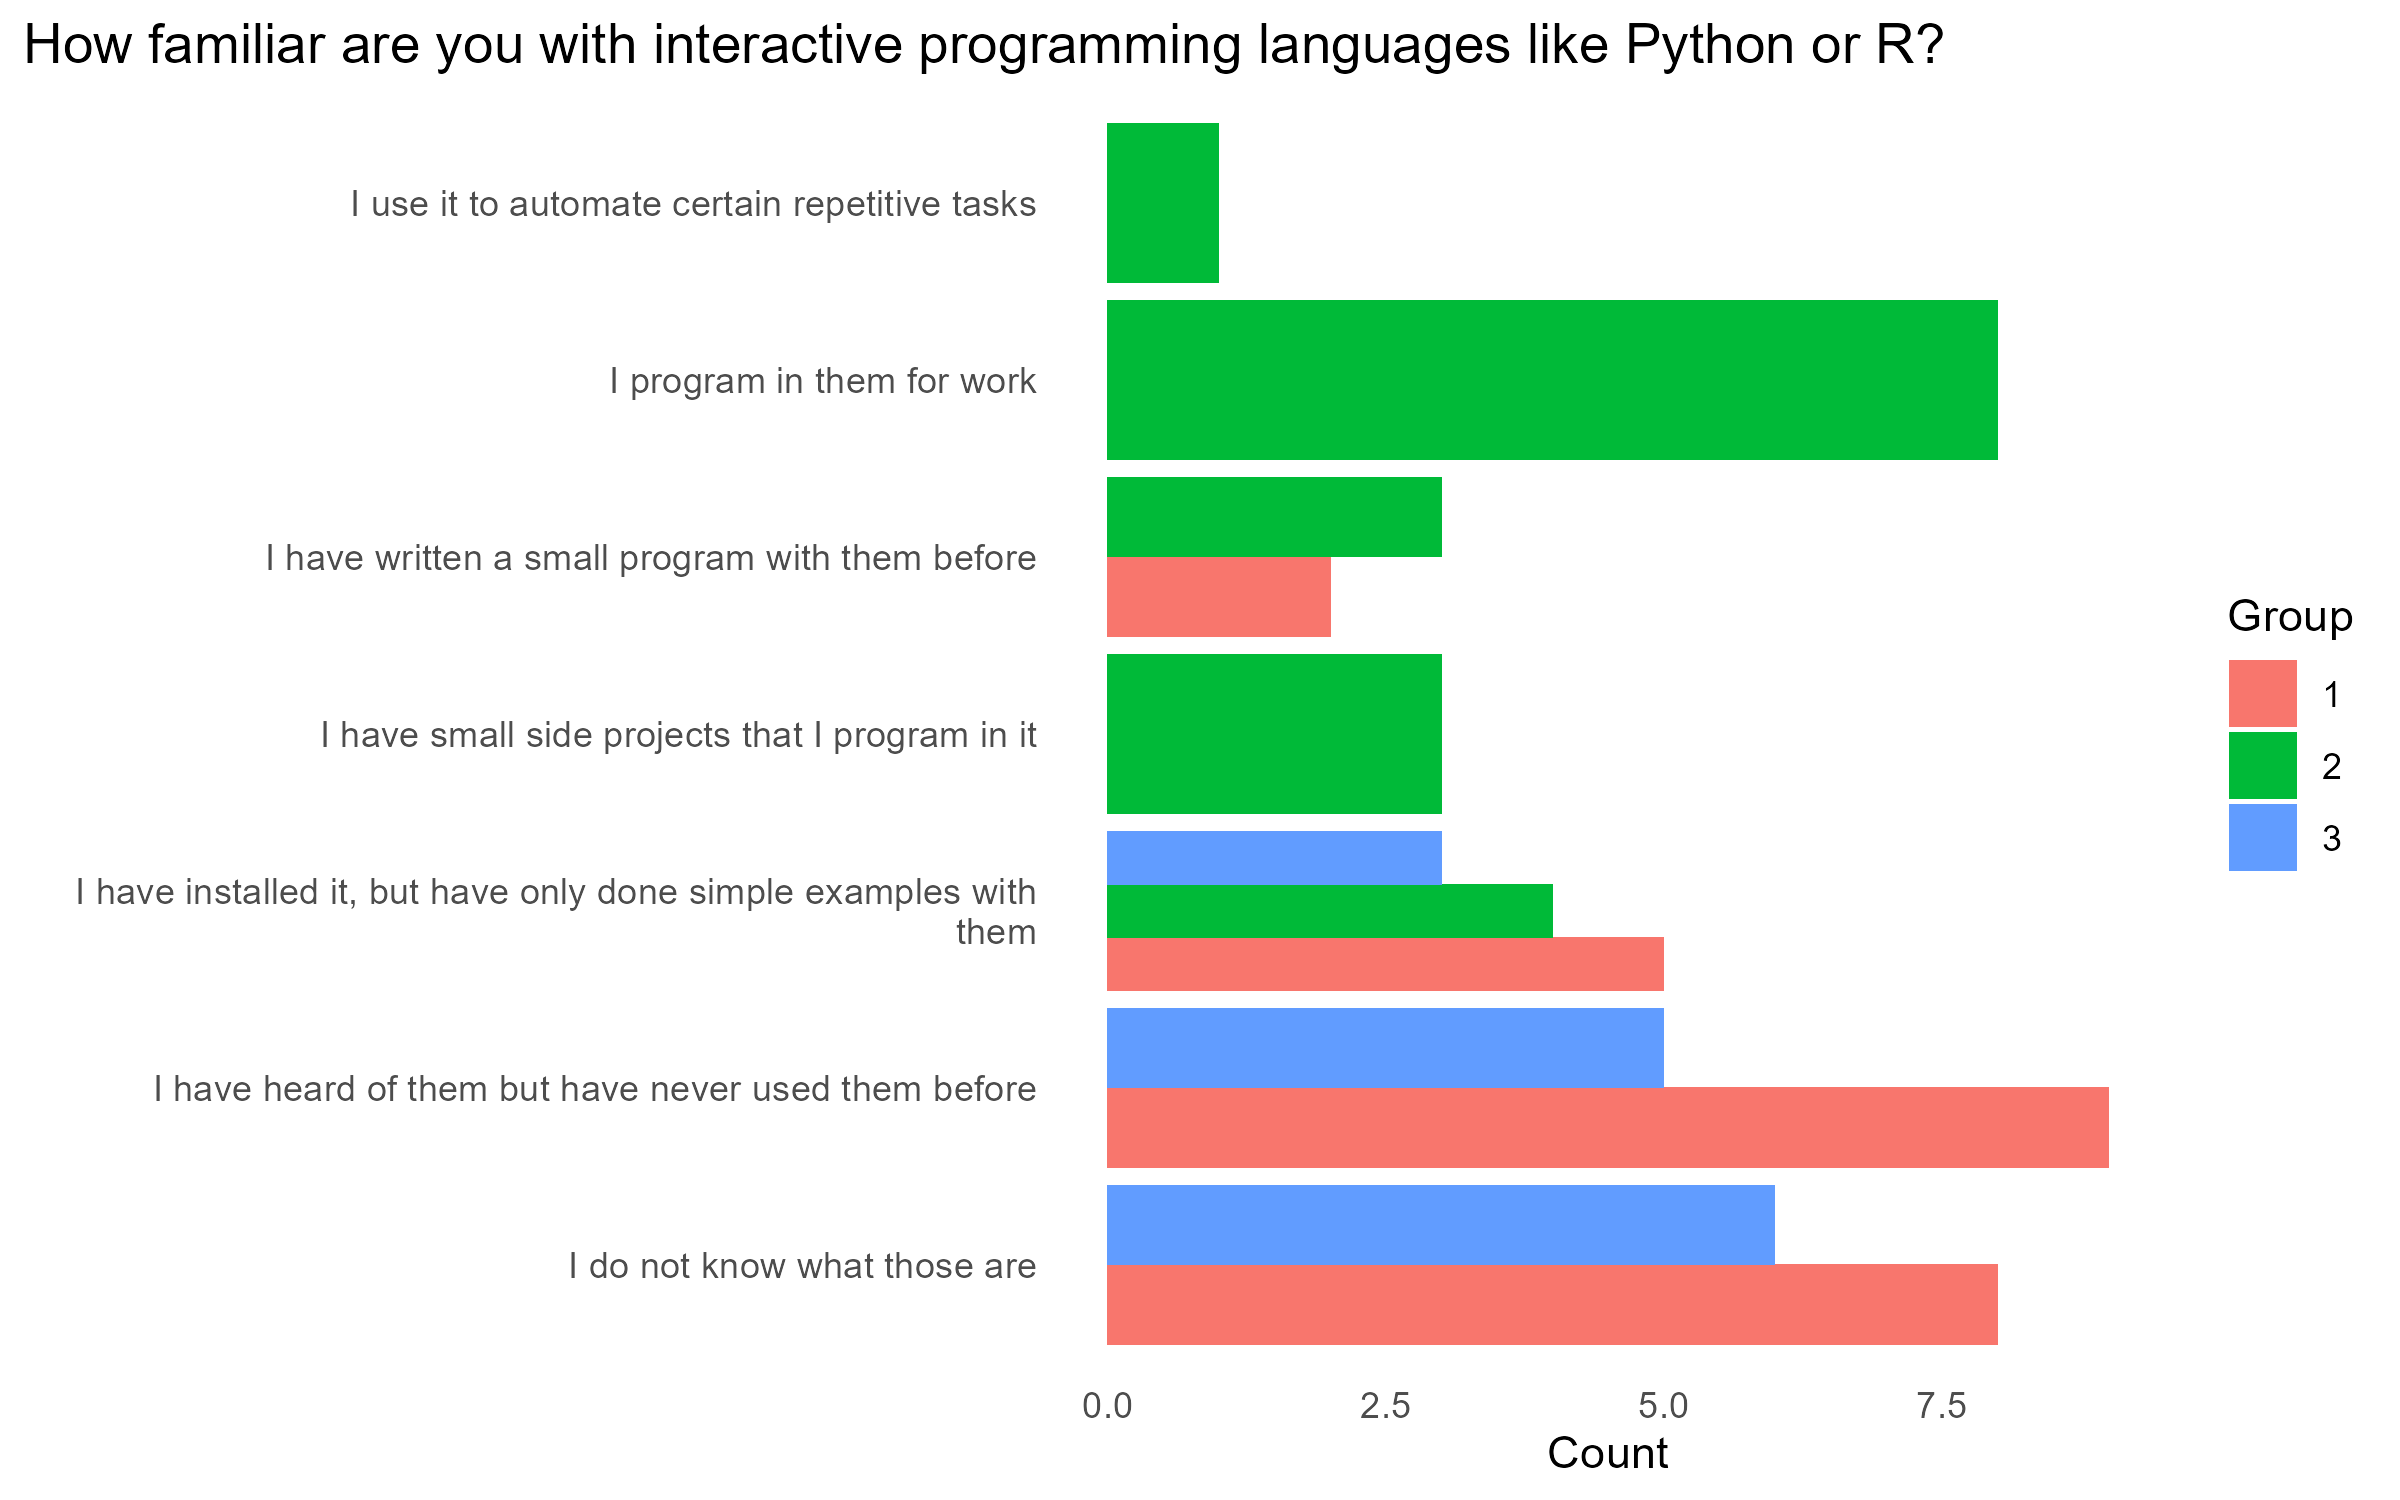 How familiar are you with interactive programming languages like Python or R?
I use it to automate certain repetitive tasks
I program in them for work
I have written a small program with them before
I have small side projects that I program in it
I have installed it, but have only done simple examples with
them
I have heard of them but have never used them before
I do not know what those are
0.0 2.5 5.0 7.5
Count
Group
1
2
3